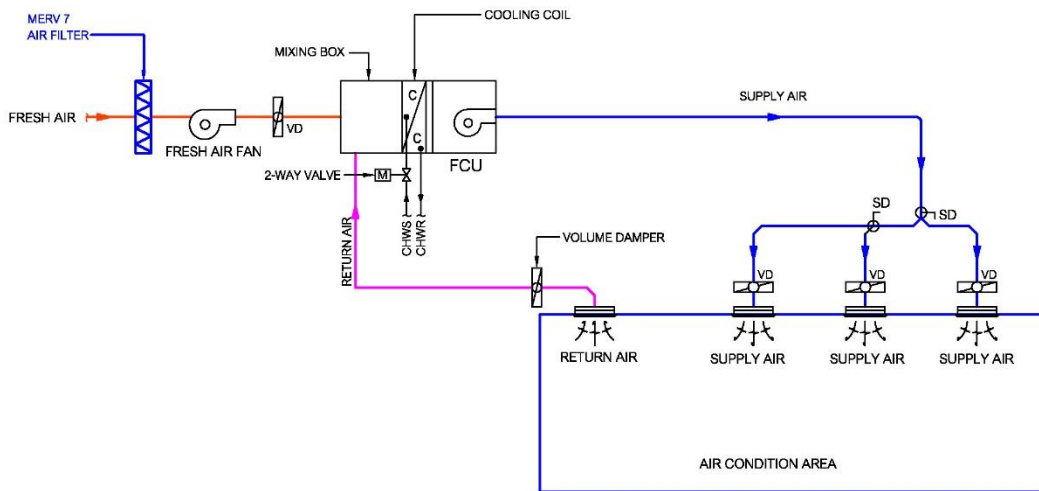 MERV 7
AIR FILTER
COOLING COIL
MIXING BOX
FRESH AIR
FRESH AIR FAN
VD
C
C
FCU
SUPPLY AIR
2-WAY VALVE
M
CHWS
CHWR
RETURN AIR
SD
SD
VOLUME DAMPER
VD
VD
VD
RETURN AIR
SUPPLY AIR
SUPPLY AIR
SUPPLY AIR
AIR CONDITION AREA